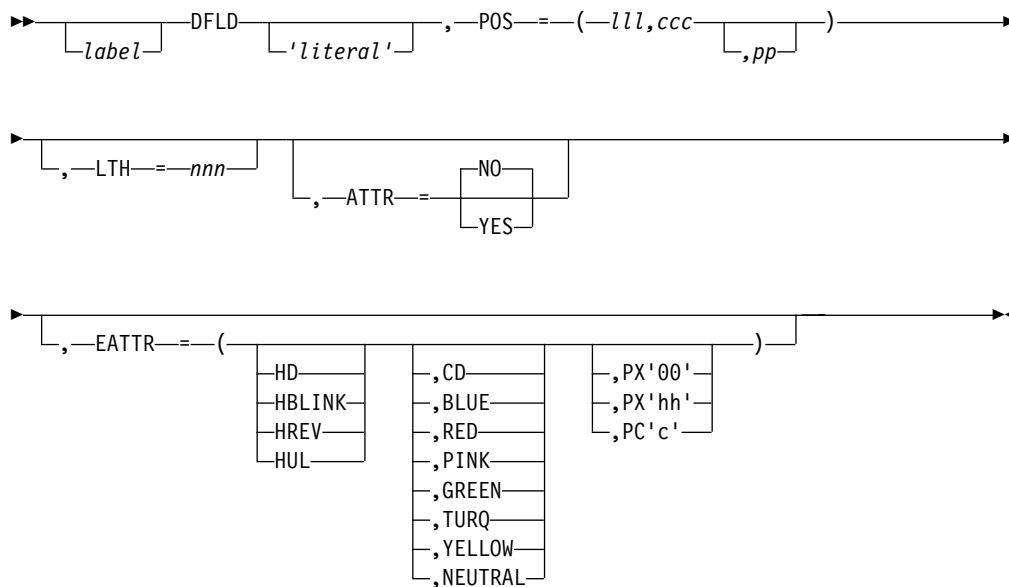 DFLD , POS = ( lll,ccc )
label 'literal' ,pp
, LTH = nnn NO
, ATTR =
YES
, EATTR = ( )
HD ,CD ,PX'00'
HBLINK ,BLUE ,PX'hh'
HREV ,RED ,PC'c'
HUL ,PINK
,GREEN
,TURQ
,YELLOW
,NEUTRAL